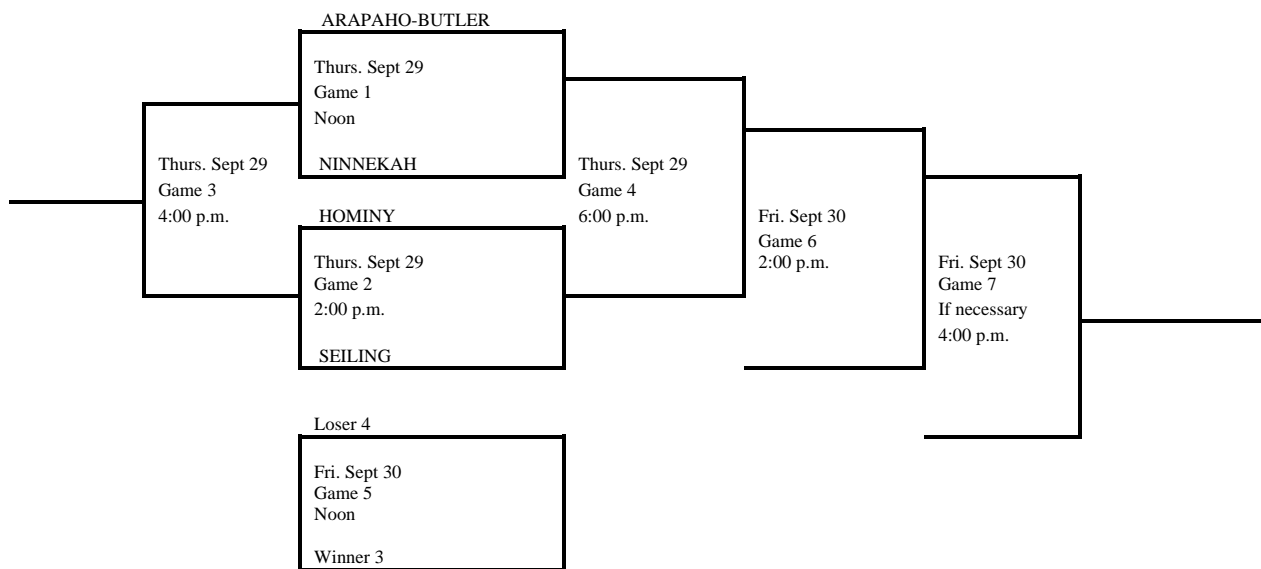 ARAPAHO-BUTLER
Thurs. Sept 29
Game 1
Noon
NINNEKAH
Thurs. Sept 29
Game 3
4:00 p.m.
HOMINY
Thurs. Sept 29
Game 2
2:00 p.m.
SEILING
Thurs. Sept 29
Game 4
6:00 p.m.
Fri. Sept 30
Game 6
2:00 p.m.
Fri. Sept 30
Game 7
If necessary
4:00 p.m.
Loser 4
Fri. Sept 30
Game 5
Noon
Winner 3